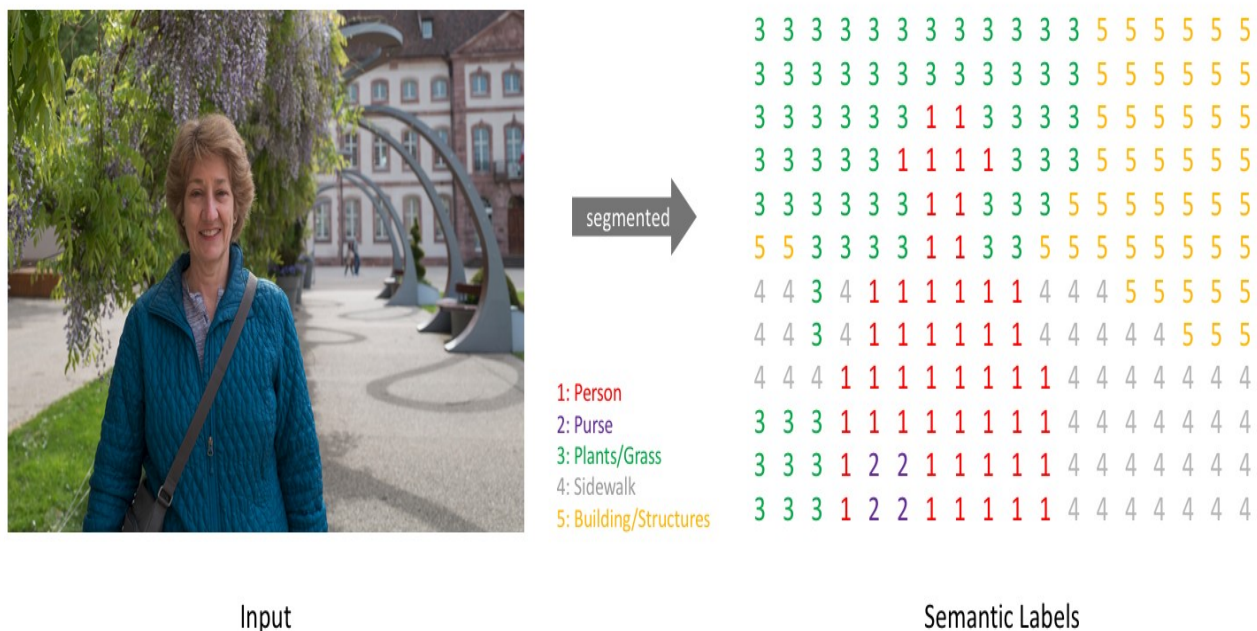 3 3 3 3 3 3 3 3 3 3 3 3 5 5 5 5 5 5
3 3 3 3 3 3 3 3 3 3 3 3 5 5 5 5 5 5
3 3 3 3 3 3 1 1 3 3 3 3 5 5 5 5 5 5
3 3 3 3 3 1 1 1 1 3 3 3 5 5 5 5 5 5
3 3 3 3 3 3 1 1 3 3 3 5 5 5 5 5 5 5
5 5 3 3 3 3 1 1 3 3 5 5 5 5 5 5 5 5
4 4 3 4 1 1 1 1 1 1 4 4 4 5 5 5 5 5
4 4 3 4 1 1 1 1 1 1 4 4 4 4 4 5 5 5
4 4 4 1 1 1 1 1 1 1 1 4 4 4 4 4 4 4
3 3 3 1 1 1 1 1 1 1 1 4 4 4 4 4 4 4
3 3 3 1 2 2 1 1 1 1 1 4 4 4 4 4 4 4
3 3 3 1 2 2 1 1 1 1 1 4 4 4 4 4 4 4
segmented
1: Person
2: Purse
3: Plants/Grass
4: Sidewalk
5: Building/Structures
Input
Semantic Labels